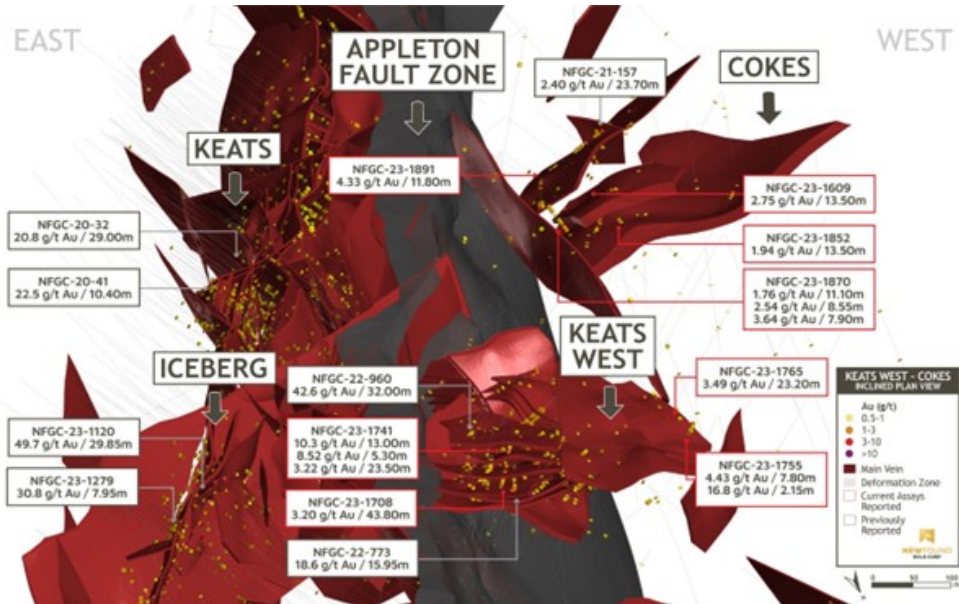 EAST
WEST
APPLETON
FAULT ZONE
NFGC-21-157
2.40 g/t Au / 23.70m
COKES
KEATS
NFGC-23-1891
4.33 g/t Au / 11.80m
NFGC-23-1609
2.75 g/t Au / 13.50m
NFGC-20-32
20.8 g/t Au / 29.00m
NFGC-23-1852
1.94 g/t Au / 13.50m
NFGC-20-41
22.5 g/t Au / 10.40m
NFGC-23-1870
1.76 g/t Au / 11.10m
2.54 g/t Au / 8.55m
3.64 g/t Au / 7.90m
KEATS
WEST
ICEBERG
NFGC-22-960
42.6 g/t Au / 32.00m
NFGC-23-1765
3.49 g/t Au / 23.20m
NFGC-23-1120
49.7 g/t Au / 29.85m
NFGC-23-1741
10.3 g/t Au / 13.00m
8.52 g/t Au / 5.30m
3.22 g/t Au / 23.50m
NFGC-23-1279
30.8 g/t Au / 7.95m
NFGC-23-1755
4.43 g/t Au / 7.80m
16.8 g/t Au / 2.15m
NFGC-23-1708
3.20 g/t Au / 43.80m
NFGC-22-773
18.6 g/t Au / 15.95m
KEATS WEST - COKES
INCLINED PLAN VIEW
Au (g/t)
0.5-1
1-3
3-10
>10
Main Vein
Deformation Zone
Current Assays
Reported
Previously
Reported
NEWFOUND
GOLD CORP
0 50 100